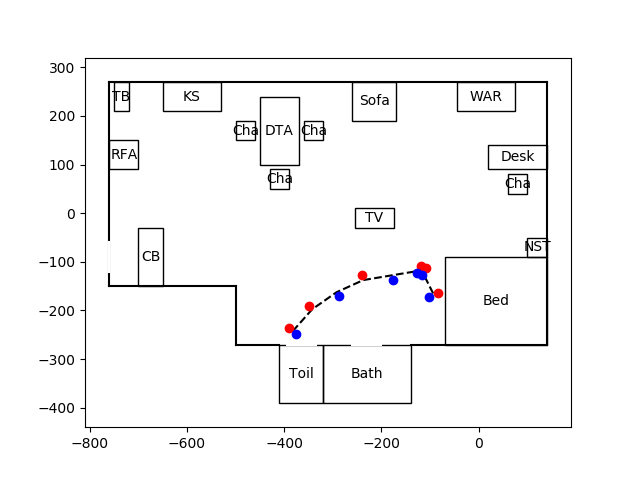 300
200
100
0
−100
−200
−300
−400
−800
−600
−400
−200
0
TB
KS
Sofa
WAR
RFA
Cha
DTA
Cha
Desk
Cha
Cha
TV
CB
NST
Bed
Toil
Bath